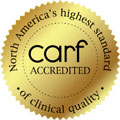 North America's highest standard
carf
ACCREDITED
• of clinical quality •